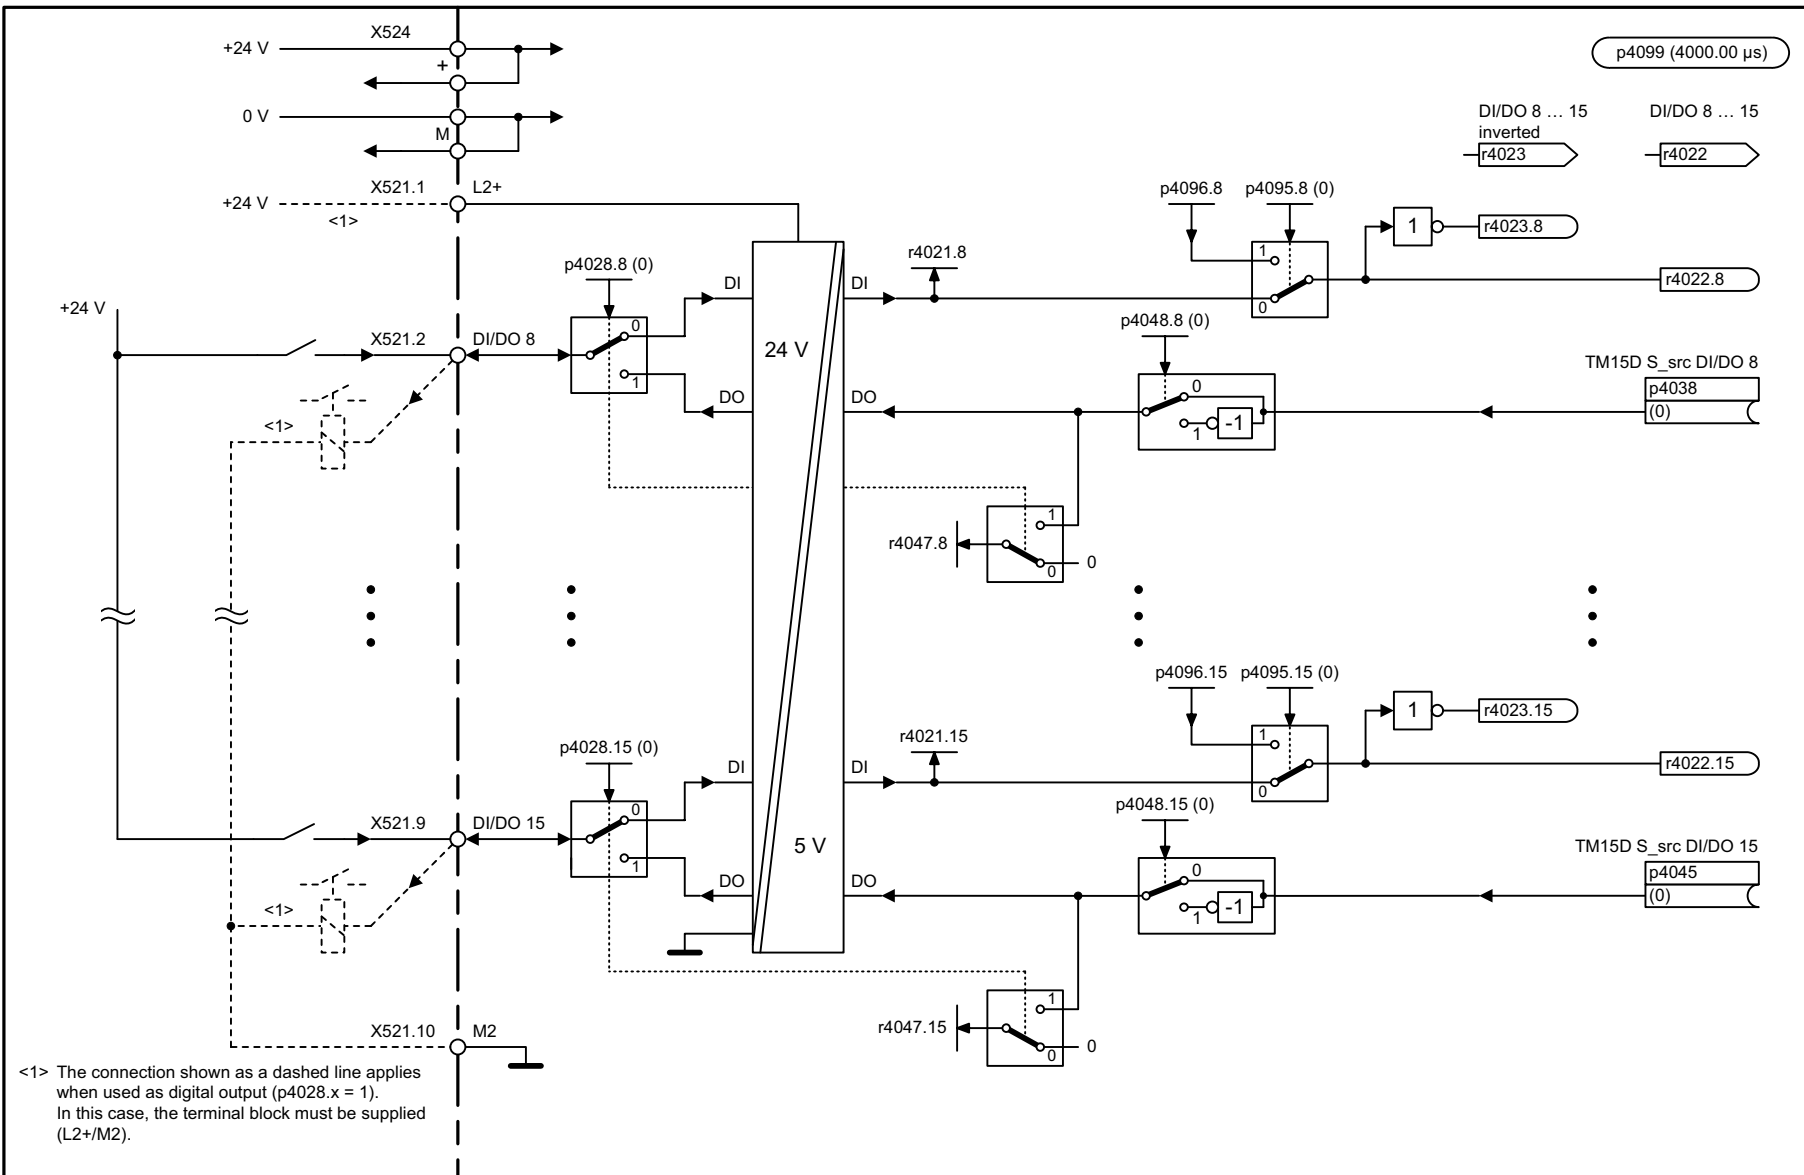 X524
+24 V
+
p4099 (4000.00 µs)
0 V
M
DI/DO 8 … 15
inverted
r4023
DI/DO 8 … 15
r4022
X521.1
L2+
+24 V
<1>
p4096.8
p4095.8 (0)
1
0
1
r4023.8
r4022.8
r4021.8
p4028.8 (0)
0
1
DI
DI
+24 V
X521.2
DI/DO 8
24 V
p4048.8 (0)
0
1
-1
DO
DO
TM15D S_src DI/DO 8
p4038
(0)
<1>
r4047.8
1
0
0
p4096.15
p4095.15 (0)
1
0
1
r4023.15
r4022.15
r4021.15
p4028.15 (0)
0
1
DI
DI
X521.9
DI/DO 15
5 V
p4048.15 (0)
0
1
-1
DO
DO
TM15D S_src DI/DO 15
p4045
(0)
<1>
r4047.15
1
0
0
X521.10
M2
<1> The connection shown as a dashed line applies
when used as digital output (p4028.x = 1).
In this case, the terminal block must be supplied
(L2+/M2).